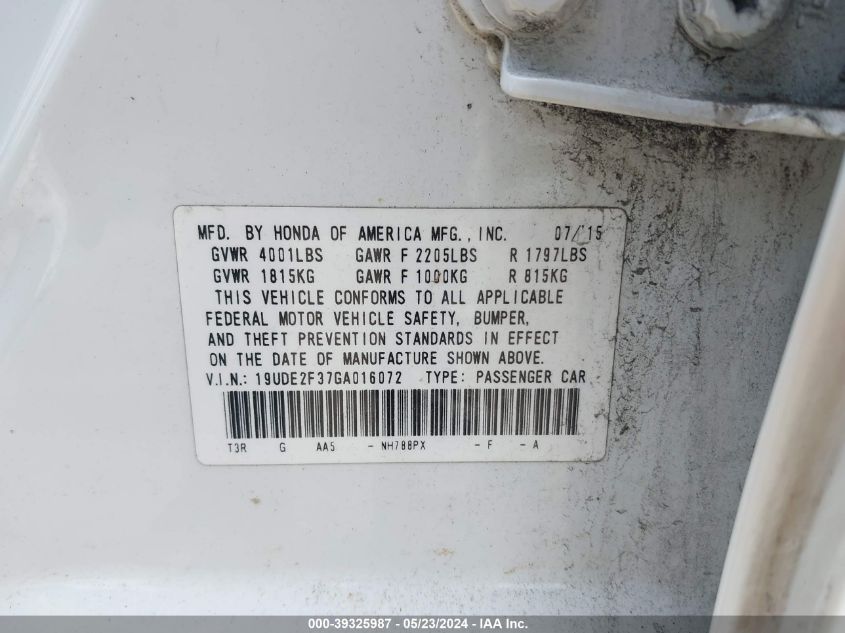 MFD. BY HONDA OF AMERICA MFG., INC. 07/'15
GVWR 4001LBS GAWR F 2205LBS R 1797LBS
GVWR 1815KG GAWR F 1000KG R 815KG
THIS VEHICLE CONFORMS TO ALL APPLICABLE
FEDERAL MOTOR VEHICLE SAFETY, BUMPER,
AND THEFT PREVENTION STANDARDS IN EFFECT
ON THE DATE OF MANUFACTURE SHOWN ABOVE.
V.I.N.: 19UDE2F37GA016072 TYPE: PASSENGER CAR
T3R G AA5 - NH788PX - F - A
000-39325987 - 05/23/2024 - IAA Inc.